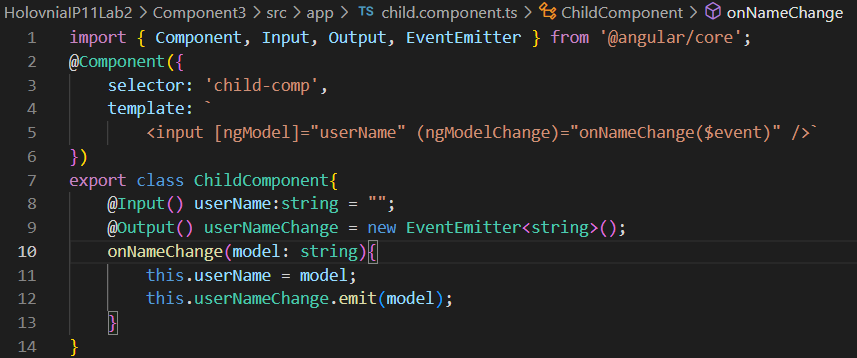 HolovniaIP11Lab2 > Component3 > src > app > TS child.component.ts > ChildComponent > onNameChange
1 import { Component, Input, Output, EventEmitter } from '@angular/core';
2 @Component({
3     selector: 'child-comp',
4     template: `
5         <input [ngModel]="userName" (ngModelChange)="onNameChange($event)" />`
6 })
7 export class ChildComponent{
8     @Input() userName:string = "";
9     @Output() userNameChange = new EventEmitter<string>();
10     onNameChange(model: string){
11         this.userName = model;
12         this.userNameChange.emit(model);
13     }
14 }